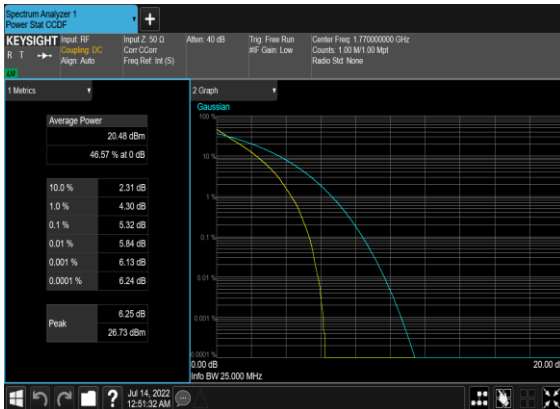 Spectrum Analyzer 1
Power Stat CCDF
+
KEYSIGHT
R T
LXI
Input: RF
Coupling: DC
Align: Auto
Input Z: 50 Ω
Corr CCorr
Freq Ref: Int (S)
Atten: 40 dB
Trig: Free Run
#IF Gain: Low
Center Freq: 1.770000000 GHz
Counts: 1.00 M/1.00 Mpt
Radio Std: None
1 Metrics
Average Power
20.48 dBm
46.57 % at 0 dB
10.0 % 2.31 dB
1.0 % 4.30 dB
0.1 % 5.32 dB
0.01 % 5.84 dB
0.001 % 6.13 dB
0.0001 % 6.24 dB
Peak 6.25 dB
26.73 dBm
2 Graph
Gaussian
100 %
10 %
1 %
0.1 %
0.01 %
0.001 %
0.0001 %
0.00 dB
20.00 d
Info BW 25.000 MHz
?
Jul 14, 2022
12:51:32 AM